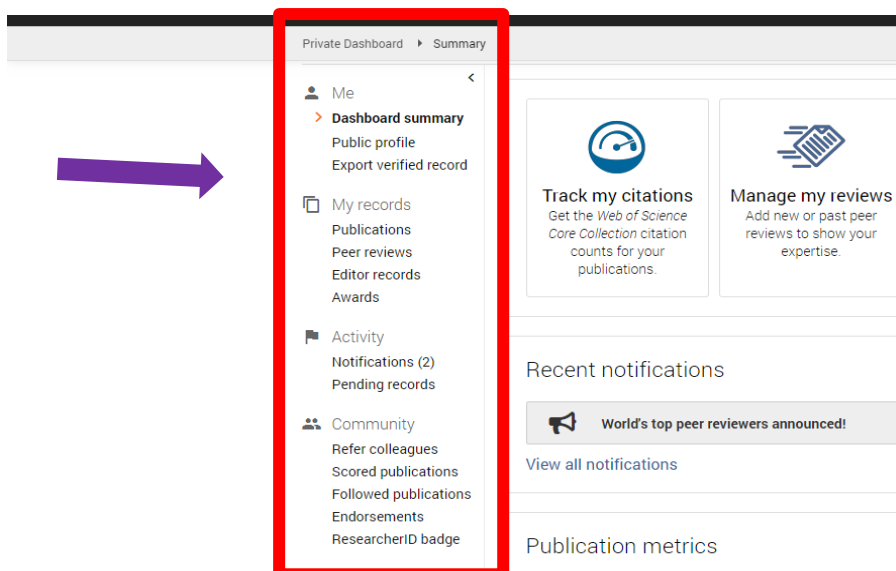 Private Dashboard Summary
Me
Dashboard summary
Public profile
Export verified record
My records
Publications
Peer reviews
Editor records
Awards
Activity
Notifications (2)
Pending records
Community
Refer colleagues
Scored publications
Followed publications
Endorsements
ResearcherID badge
Track my citations
Get the Web of Science
Core Collection citation
counts for your
publications.
Manage my reviews
Add new or past peer
reviews to show your
expertise.
Recent notifications
World's top peer reviewers announced!
View all notifications
Publication metrics